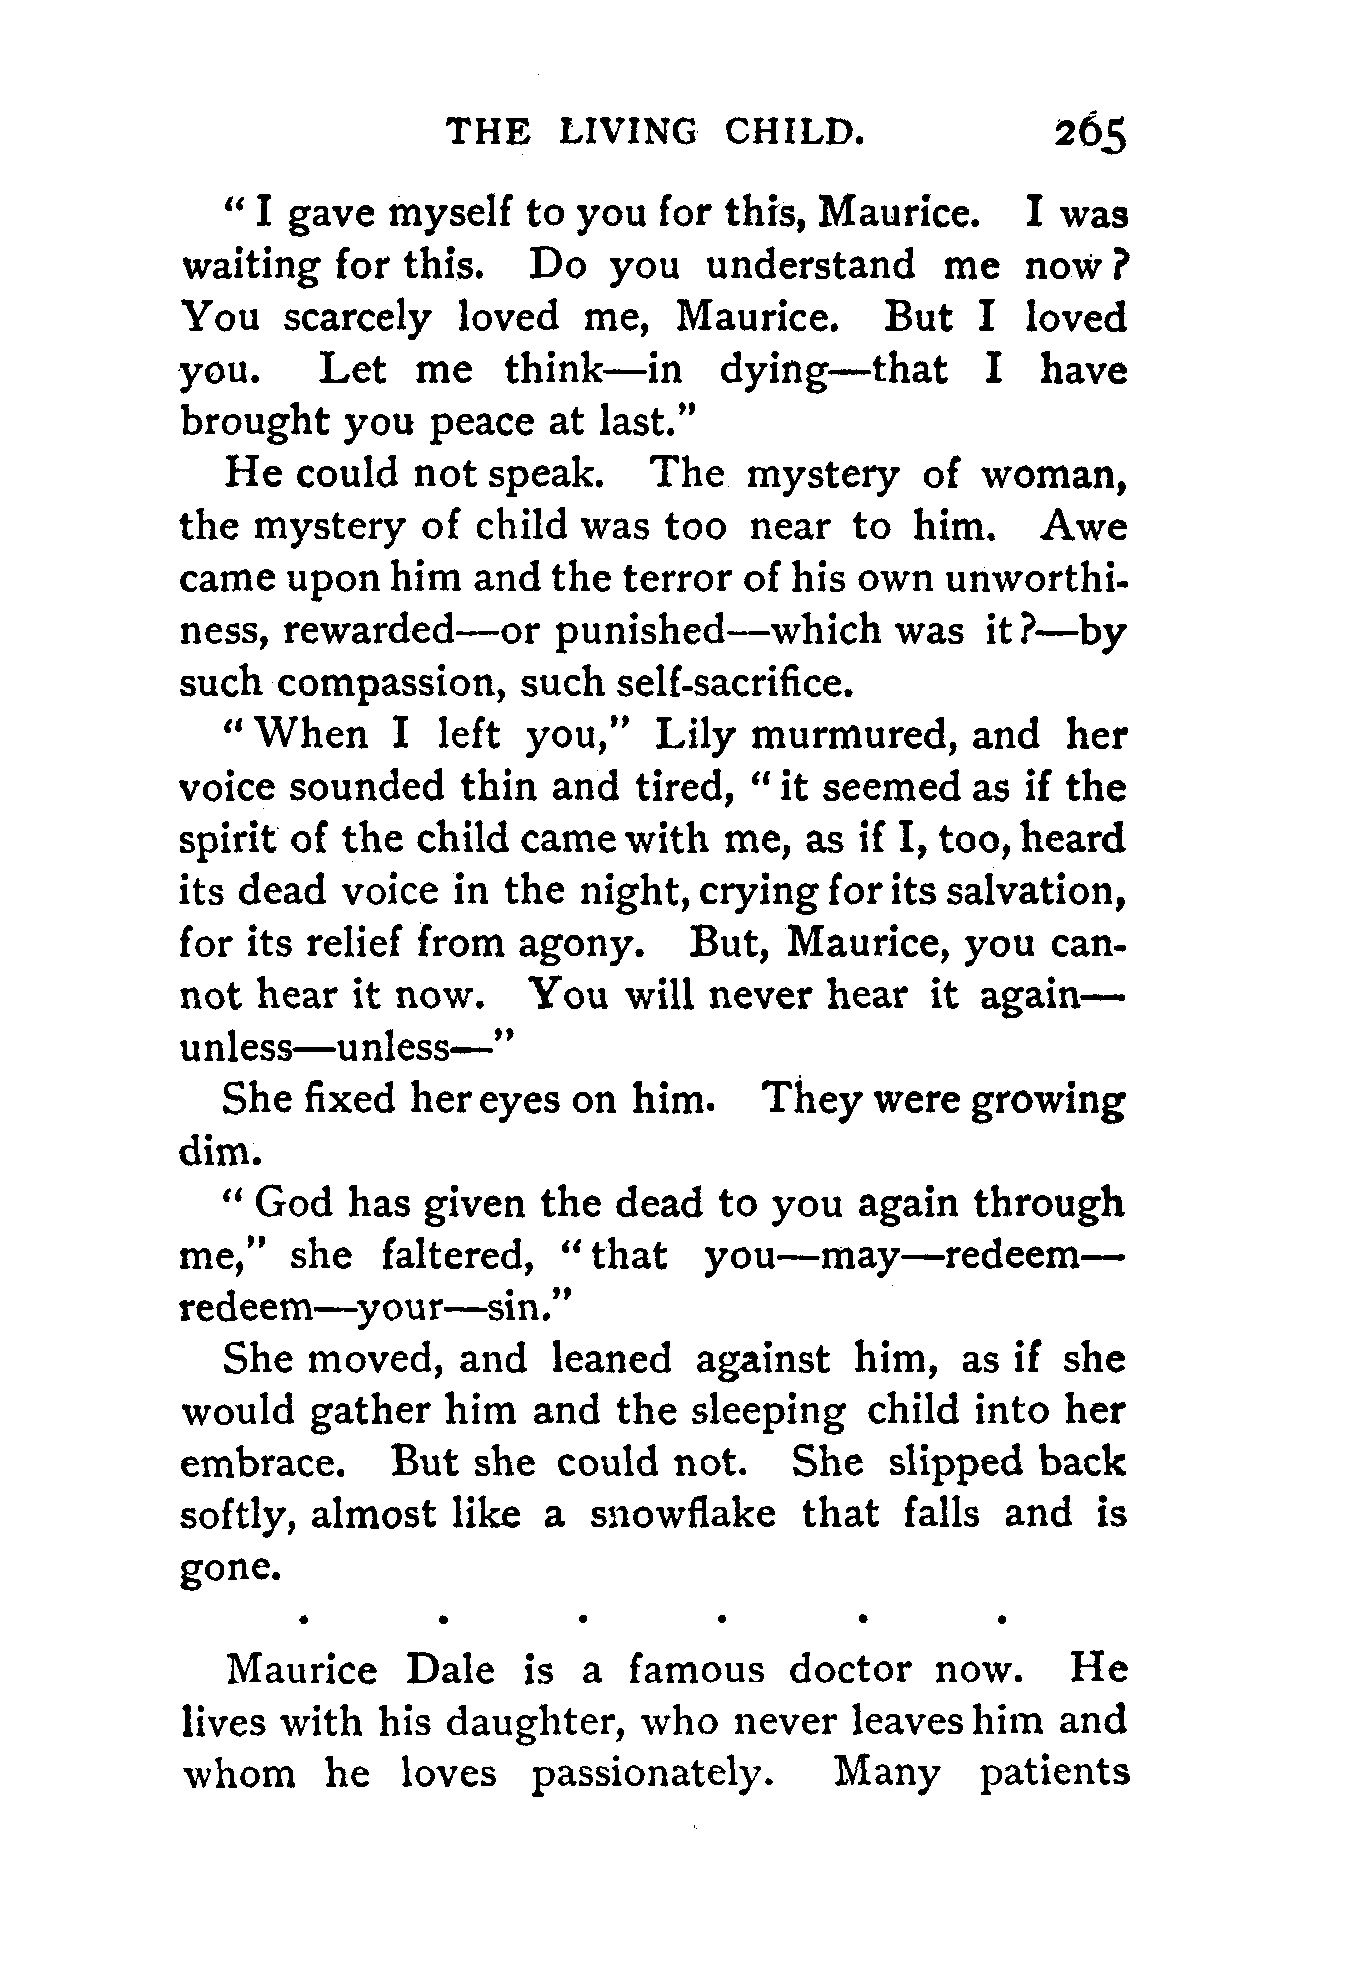 THE LIVING CHILD. 265
“ I gave myself to you for this, Maurice. I was
waiting for this. Do you understand me now ?
You scarcely loved me, Maurice. But I loved
you. Let me think—in dying—that I have
brought you peace at last.”
He could not speak. The mystery of woman,
the mystery of child was too near to him. Awe
came upon him and the terror of his own unworthi-
ness, rewarded—or punished—which was it ?—by
such compassion, such self-sacrifice.
“ When I left you,” Lily murmured, and her
voice sounded thin and tired, “ it seemed as if the
spirit of the child came with me, as if I, too, heard
its dead voice in the night, crying for its salvation,
for its relief from agony. But, Maurice, you can-
not hear it now. You will never hear it again—
unless—unless—”
She fixed her eyes on him. They were growing
dim.
“ God has given the dead to you again through
me,” she faltered, “ that you—may—redeem—
redeem—your—sin.”
She moved, and leaned against him, as if she
would gather him and the sleeping child into her
embrace. But she could not. She slipped back
softly, almost like a snowflake that falls and is
gone.
. . . . . .
Maurice Dale is a famous doctor now. He
lives with his daughter, who never leaves him and
whom he loves passionately. Many patients